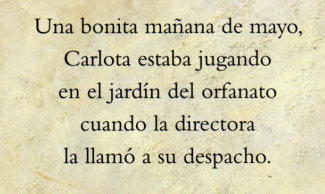 Una bonita mañana de mayo,
Carlota estaba jugando
en el jardín del orfanato
cuando la directora
la llamó a su despacho.